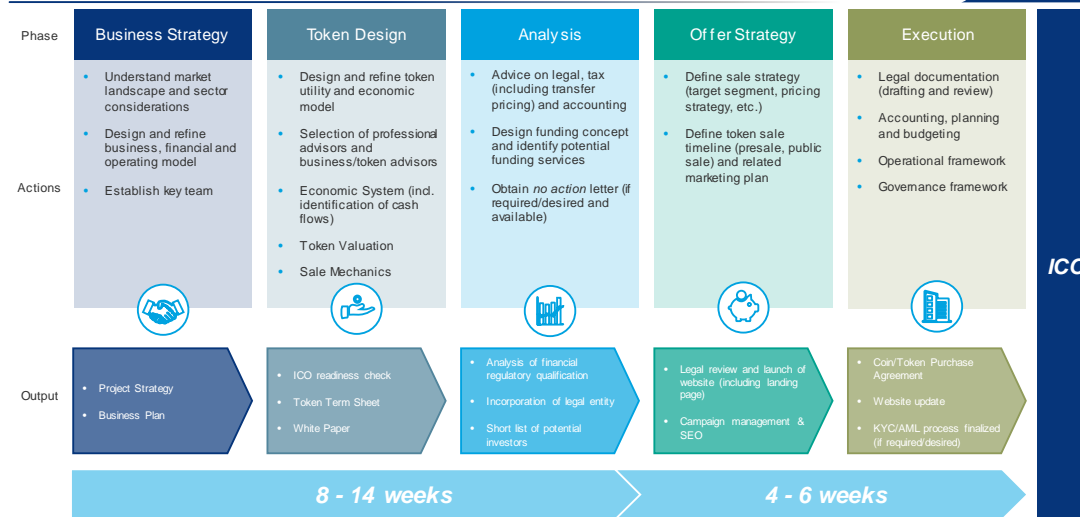 Phase
Business Strategy
Token Design
Analysis
Offer Strategy
Execution
Actions
• Understand market
landscape and sector
considerations
• Design and refine
business, financial and
operating model
• Establish key team
• Design and refine token
utility and economic
model
• Selection of professional
advisors and
business/token advisors
• Economic System (incl.
identification of cash
flows)
• Token Valuation
• Sale Mechanics
• Advice on legal, tax
(including transfer
pricing) and accounting
• Design funding concept
and identify potential
funding services
• Obtain no action letter (if
required/desired and
available)
• Define sale strategy
(target segment, pricing
strategy, etc.)
• Define token sale
timeline (presale, public
sale) and related
marketing plan
• Legal documentation
(drafting and review)
• Accounting, planning
and budgeting
• Operational framework
• Governance framework
ICO
Output
• Project Strategy
• Business Plan
• ICO readiness check
• Token Term Sheet
• White Paper
• Analysis of financial
regulatory qualification
• Incorporation of legal entity
• Short list of potential
investors
• Legal review and launch of
website (including landing
page)
• Campaign management &
SEO
• Coin/Token Purchase
Agreement
• Website update
• KYC/AML process finalized
(if required/desired)
8 - 14 weeks
4 - 6 weeks